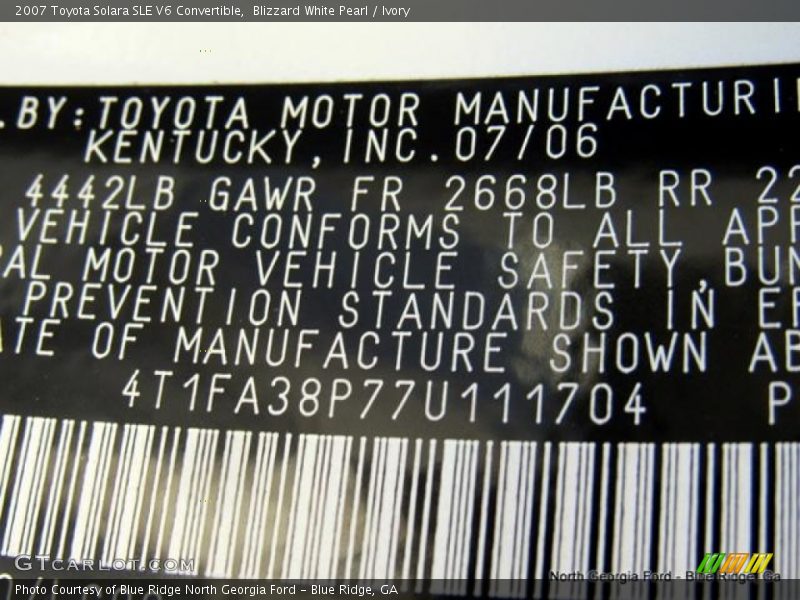 2007 Toyota Solara SLE V6 Convertible,  Blizzard White Pearl / Ivory
.BY:TOYOTA MOTOR MANUFACTURI
KENTUCKY, INC. 07/06
4442LB GAWR FR 2668LB RR 22
VEHICLE CONFORMS TO ALL APP
AL MOTOR VEHICLE SAFETY, BUM
PREVENTION STANDARDS IN EF
ATE OF MANUFACTURE SHOWN AB
4T1FA38P77U111704 P
GTCARLOT.COM
North Georgia Ford - Blue Ridge, Ga
Photo Courtesy of Blue Ridge North Georgia Ford - Blue Ridge, GA